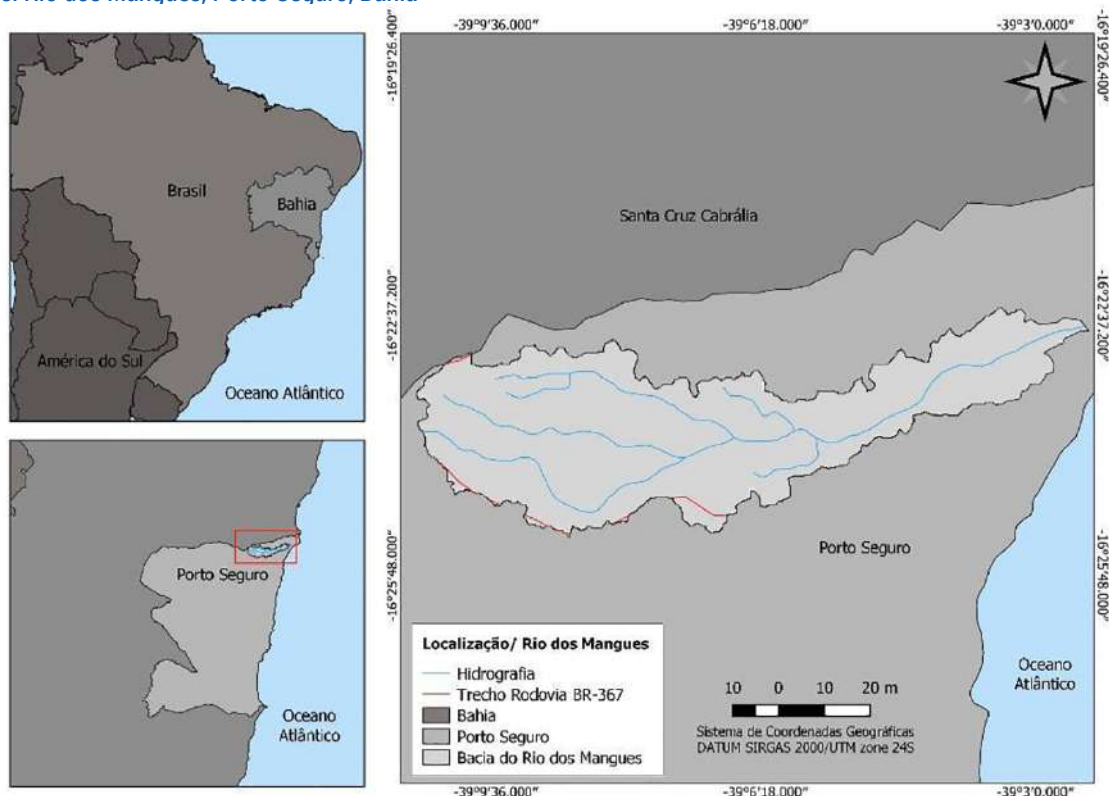 Rio dos Mangues/Porto Seguro, Bahia
Brasil
Bahia
América do Sul
Oceano Atlântico
Porto Seguro
Oceano
Atlântico
-39°9'36.000”
-39°6'18.000”
-39°3'0.000”
-16°19'26.400”
-16°19'26.400”
Santa Cruz Cabrália
-16°22'37.200”
-16°22'37.200”
-16°25'48.000”
-16°25'48.000”
Porto Seguro
Oceano
Atlântico
Localização/ Rio dos Mangues
Hidrografia
Trecho Rodovia BR-367
Bahia
Porto Seguro
Bacia do Rio dos Mangues
10 0 10 20 m
Sistema de Coordenadas Geográficas
DATUM SIRGAS 2000/UTM zone 24S
-39°9'36.000”
-39°6'18.000”
-39°3'0.000”